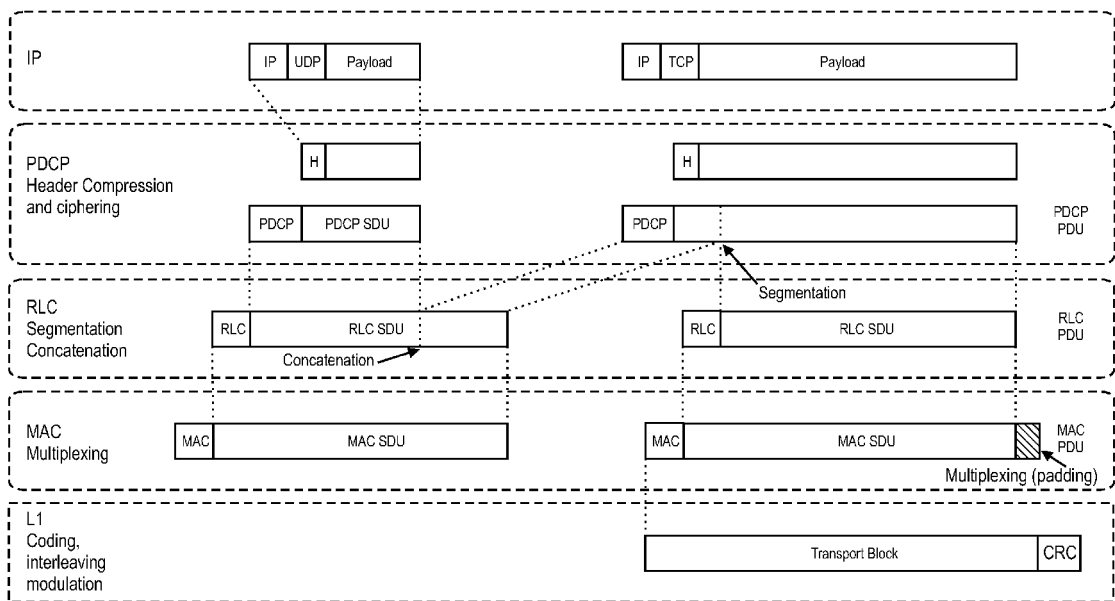 IP
IP UDP Payload
IP TCP Payload
PDCP
Header Compression
and ciphering
H
H
PDCP PDCP SDU
PDCP
PDCP
PDU
Segmentation
RLC
Segmentation
Concatenation
RLC RLC SDU
Concatenation
RLC RLC SDU
RLC
PDU
MAC
Multiplexing
MAC MAC SDU
MAC MAC SDU
MAC
PDU
Multiplexing (padding)
L1
Coding,
interleaving
modulation
Transport Block CRC